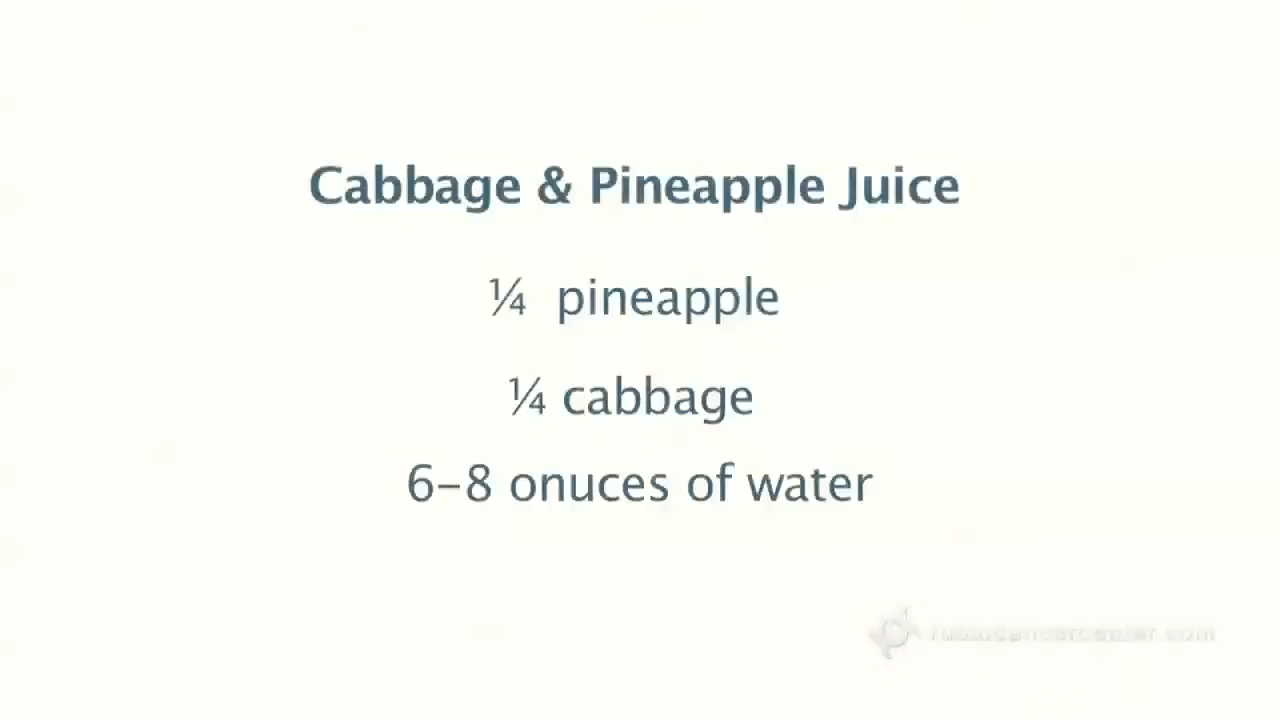 Cabbage & Pineapple Juice
¼ pineapple
¼ cabbage
6–8 onuces of water